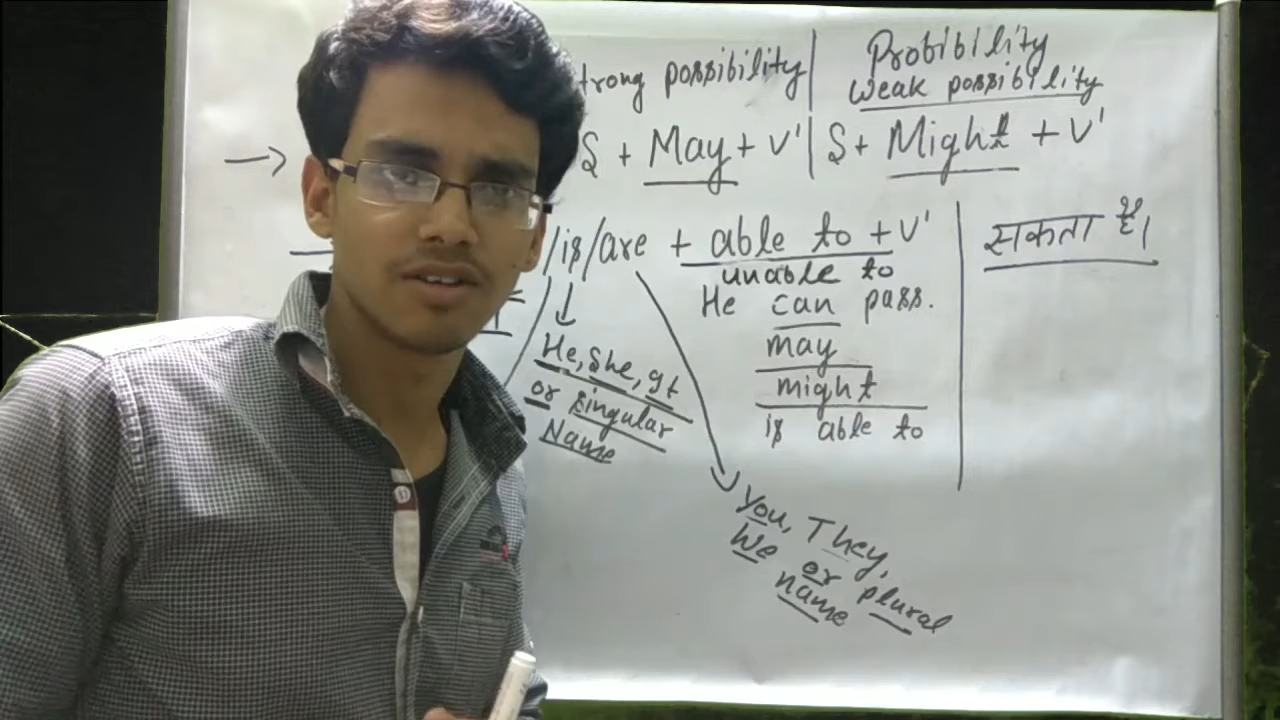 trong possibility | Probibility
weak possibility
→ S + May + V' | S + Might + V'
/is/are + able to + V' | सकता है।
unable to
He can pass.
may
might
is able to
I
He, She, It
or singular
Name
You, They,
We or plural
name